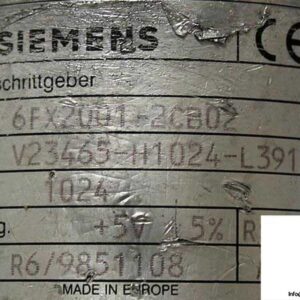 SIEMENS CE
schrittgeber
6FX2001-2CB02
V23465-H1024-L391
1024
g. +5V 5% R
R6/9851108
MADE IN EUROPE